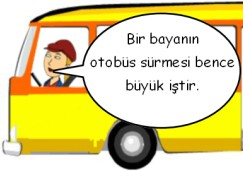 Bir bayanın
otobüs sürmesi bence
büyük iştir.